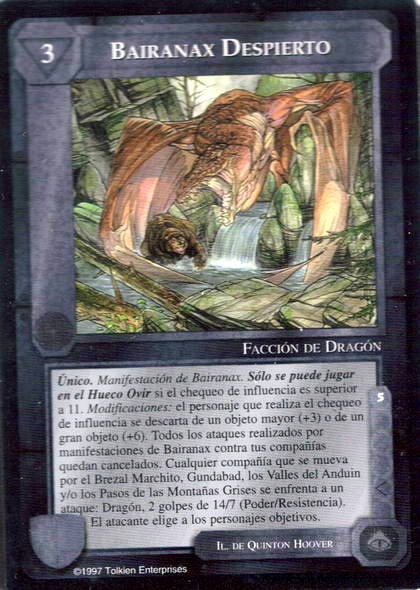 3
BAIRANAX DESPIERTO
FACCIÓN DE DRAGÓN
Único. Manifestación de Bairanax. Sólo se puede jugar
en el Hueco Ovir si el chequeo de influencia es superior
a 11. Modificaciones: el personaje que realiza el chequeo
de influencia se descarta de un objeto mayor (+3) o de un
gran objeto (+6). Todos los ataques realizados por
manifestaciones de Bairanax contra tus compañías
quedan cancelados. Cualquier compañía que se mueva
por el Brezal Marchito, Gundabad, los Valles del Anduin
y/o los Pasos de las Montañas Grises se enfrenta a un
ataque: Dragón, 2 golpes de 14/7 (Poder/Resistencia).
El atacante elige a los personajes objetivos.
5
IL. DE QUINTON HOOVER
©1997 Tolkien Enterprises